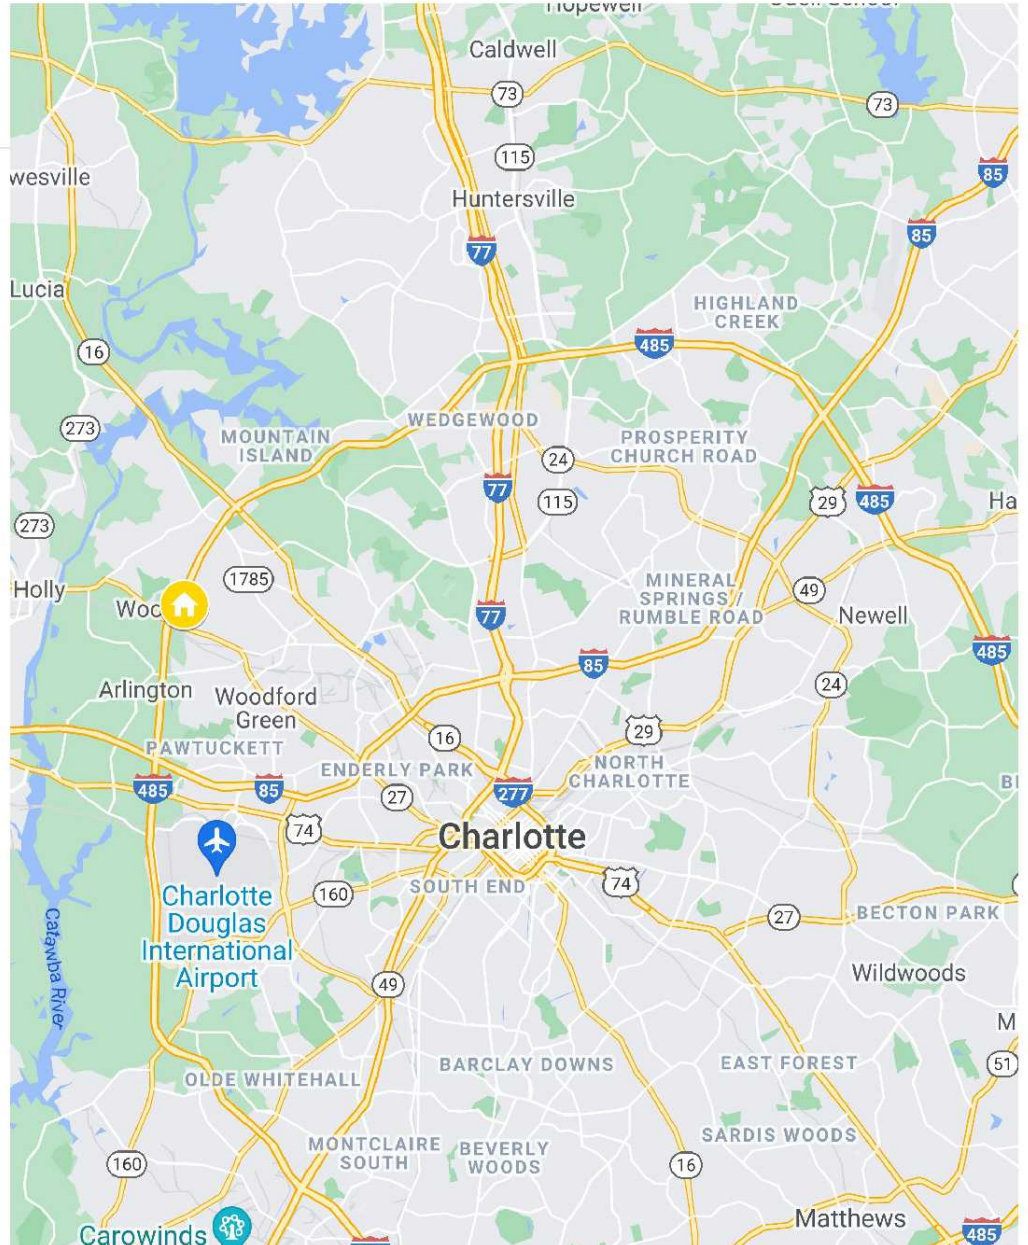 Hopewell
Caldwell
73
73
115
85
wesville
Huntersville
85
77
Lucia
HIGHLAND
CREEK
485
16
273
WEDGEWOOD
MOUNTAIN
ISLAND
PROSPERITY
CHURCH ROAD
24
77
115
29
485
Ha
273
1785
MINERAL
SPRINGS /
RUMBLE ROAD
Holly
49
Woo
77
Newell
485
85
Arlington
Woodford
Green
24
16
29
PAWTUCKETT
ENDERLY PARK
NORTH
CHARLOTTE
485
85
277
27
74
Charlotte
SOUTH END
74
160
Charlotte
Douglas
International
Airport
27
BECTON PARK
Catawba River
49
Wildwoods
M
51
OLDE WHITEHALL
BARCLAY DOWNS
EAST FOREST
SARDIS WOODS
MONTCLAIRE
SOUTH
BEVERLY
WOODS
160
16
Matthews
Carowinds
485